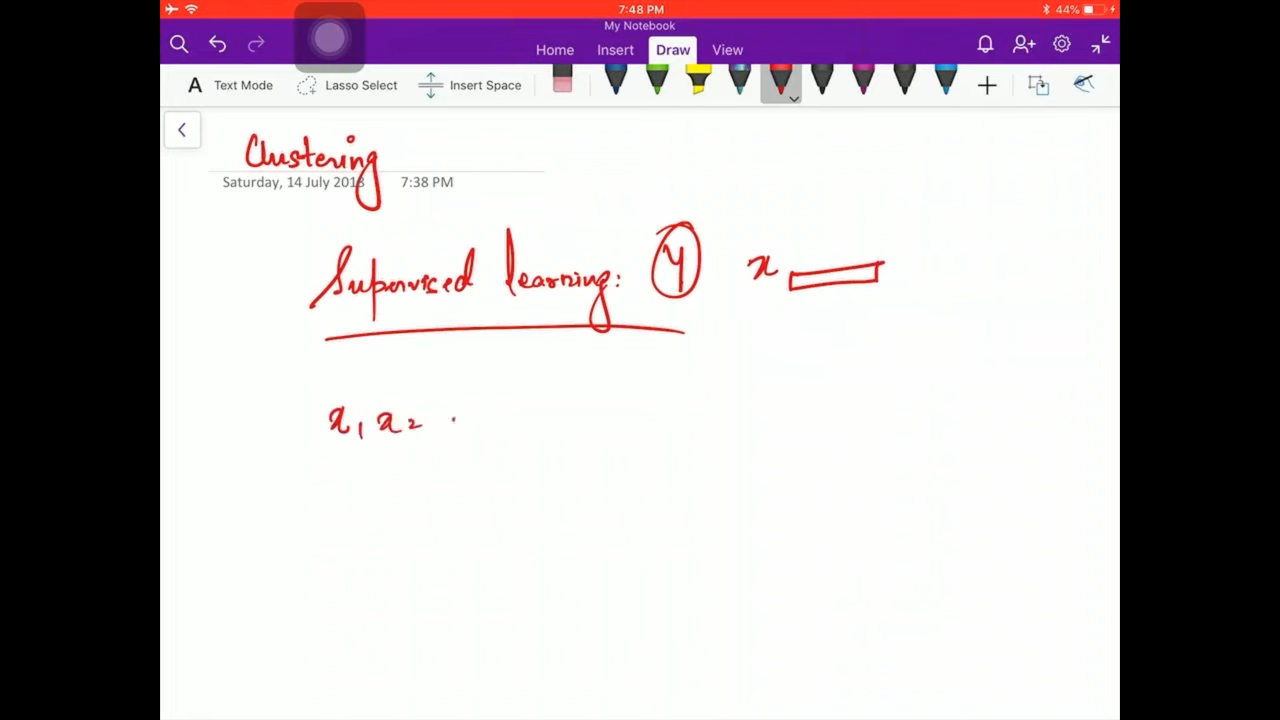 7:48 PM
44%
My Notebook
Home Insert Draw View
A Text Mode Lasso Select Insert Space
Clustering
Saturday, 14 July 2018 7:38 PM
Supervised learning: y x
x1 x2 .